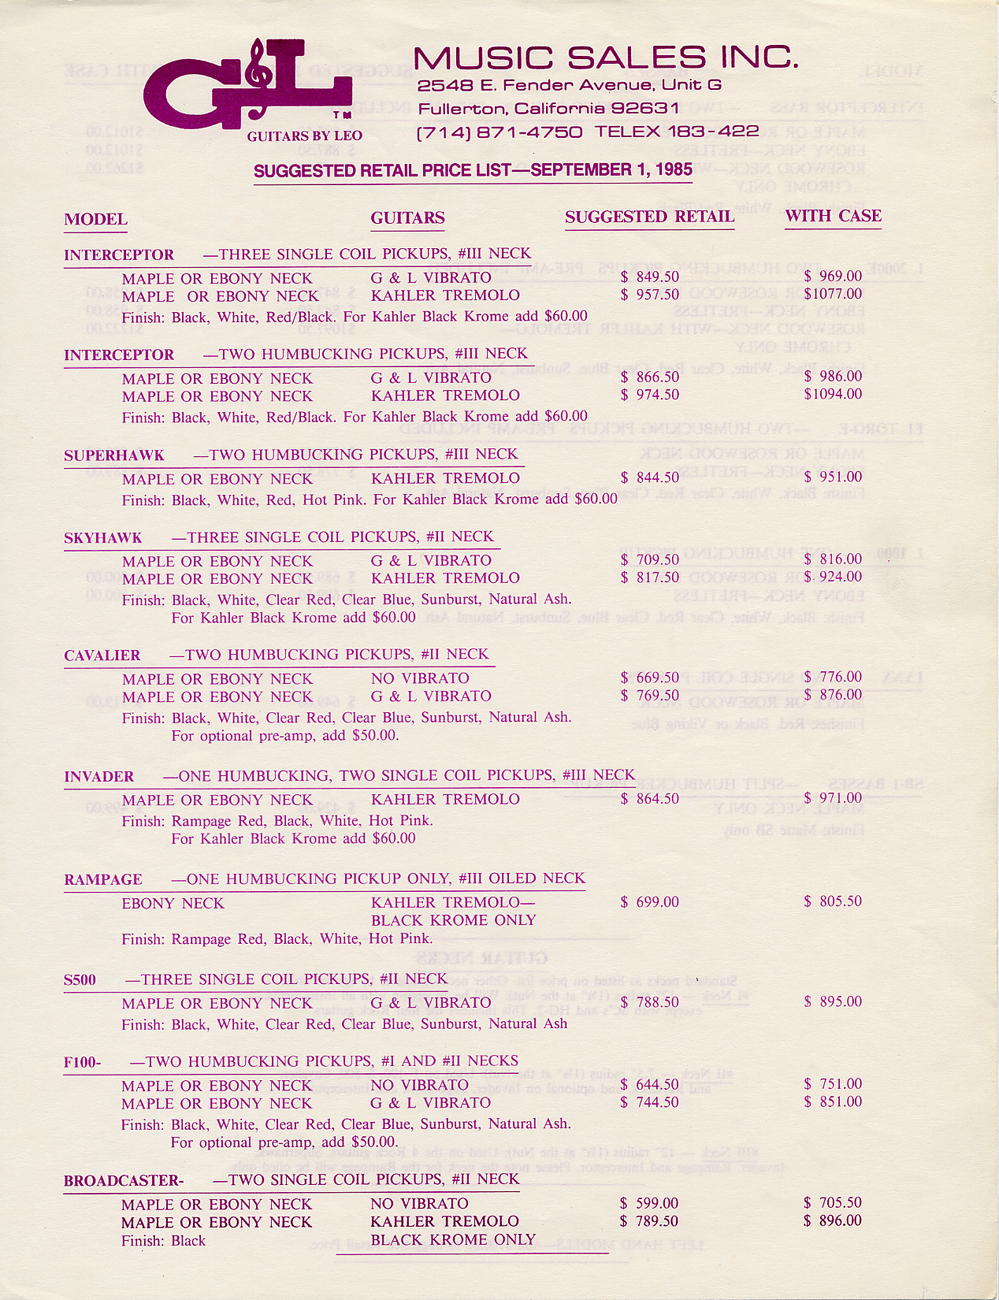 G&L
TM
GUITARS BY LEO
MUSIC SALES INC.
2548 E. Fender Avenue, Unit G
Fullerton, California 92631
(714) 871-4750 TELEX 183-422
SUGGESTED RETAIL PRICE LIST—SEPTEMBER 1, 1985
MODEL GUITARS SUGGESTED RETAIL WITH CASE
INTERCEPTOR —THREE SINGLE COIL PICKUPS, #III NECK
MAPLE OR EBONY NECK G & L VIBRATO $ 849.50 $ 969.00
MAPLE OR EBONY NECK KAHLER TREMOLO $ 957.50 $1077.00
Finish: Black, White, Red/Black. For Kahler Black Krome add $60.00
INTERCEPTOR —TWO HUMBUCKING PICKUPS, #III NECK
MAPLE OR EBONY NECK G & L VIBRATO $ 866.50 $ 986.00
MAPLE OR EBONY NECK KAHLER TREMOLO $ 974.50 $1094.00
Finish: Black, White, Red/Black. For Kahler Black Krome add $60.00
SUPERHAWK —TWO HUMBUCKING PICKUPS, #III NECK
MAPLE OR EBONY NECK KAHLER TREMOLO $ 844.50 $ 951.00
Finish: Black, White, Red, Hot Pink. For Kahler Black Krome add $60.00
SKYHAWK —THREE SINGLE COIL PICKUPS, #II NECK
MAPLE OR EBONY NECK G & L VIBRATO $ 709.50 $ 816.00
MAPLE OR EBONY NECK KAHLER TREMOLO $ 817.50 $ 924.00
Finish: Black, White, Clear Red, Clear Blue, Sunburst, Natural Ash.
For Kahler Black Krome add $60.00
CAVALIER —TWO HUMBUCKING PICKUPS, #II NECK
MAPLE OR EBONY NECK NO VIBRATO $ 669.50 $ 776.00
MAPLE OR EBONY NECK G & L VIBRATO $ 769.50 $ 876.00
Finish: Black, White, Clear Red, Clear Blue, Sunburst, Natural Ash.
For optional pre-amp, add $50.00.
INVADER —ONE HUMBUCKING, TWO SINGLE COIL PICKUPS, #III NECK
MAPLE OR EBONY NECK KAHLER TREMOLO $ 864.50 $ 971.00
Finish: Rampage Red, Black, White, Hot Pink.
For Kahler Black Krome add $60.00
RAMPAGE —ONE HUMBUCKING PICKUP ONLY, #III OILED NECK
EBONY NECK KAHLER TREMOLO— $ 699.00 $ 805.50
BLACK KROME ONLY
Finish: Rampage Red, Black, White, Hot Pink.
S500 —THREE SINGLE COIL PICKUPS, #II NECK
MAPLE OR EBONY NECK G & L VIBRATO $ 788.50 $ 895.00
Finish: Black, White, Clear Red, Clear Blue, Sunburst, Natural Ash
F100- —TWO HUMBUCKING PICKUPS, #I AND #II NECKS
MAPLE OR EBONY NECK NO VIBRATO $ 644.50 $ 751.00
MAPLE OR EBONY NECK G & L VIBRATO $ 744.50 $ 851.00
Finish: Black, White, Clear Red, Clear Blue, Sunburst, Natural Ash.
For optional pre-amp, add $50.00.
BROADCASTER- —TWO SINGLE COIL PICKUPS, #II NECK
MAPLE OR EBONY NECK NO VIBRATO $ 599.00 $ 705.50
MAPLE OR EBONY NECK KAHLER TREMOLO $ 789.50 $ 896.00
Finish: Black BLACK KROME ONLY